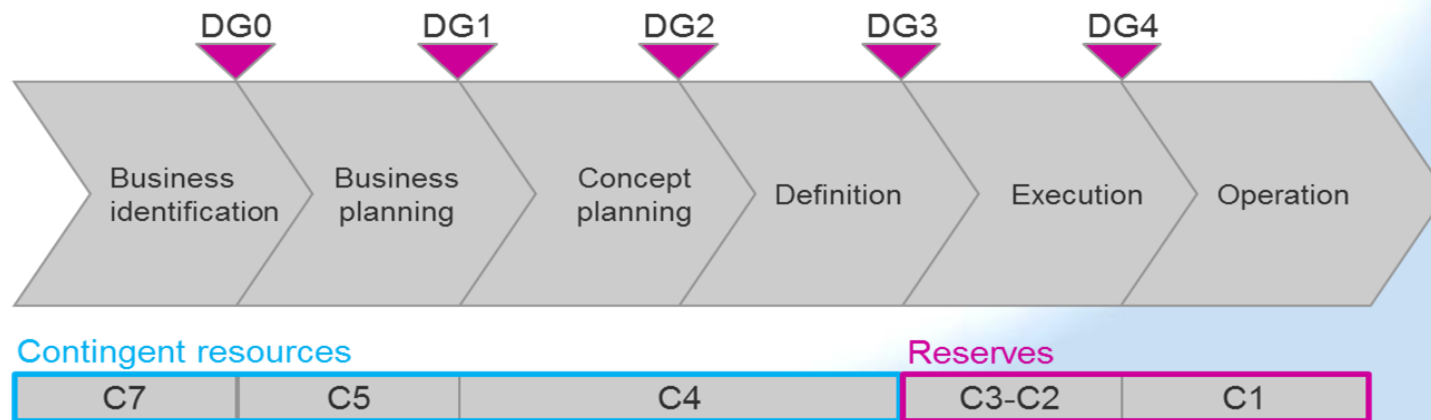 DG0 DG1 DG2 DG3 DG4
Business
identification
Business
planning
Concept
planning
Definition
Execution
Operation
Contingent resources
Reserves
C7 C5 C4 C3-C2 C1